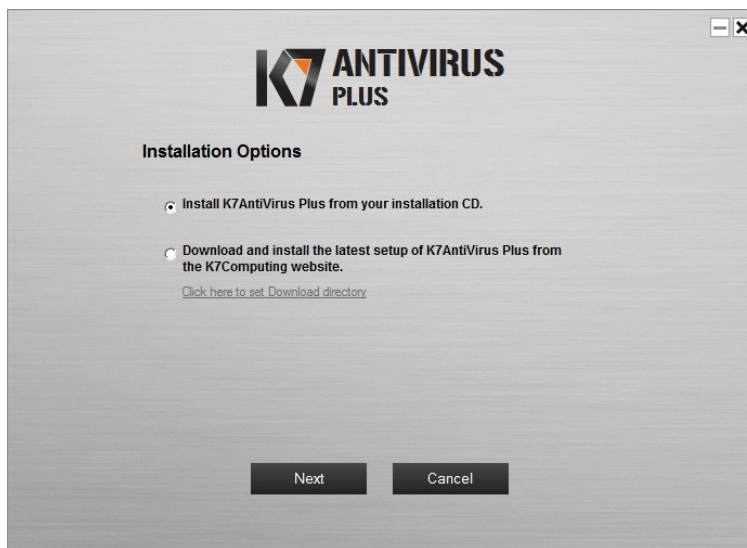 K7 ANTIVIRUS
PLUS
Installation Options
Install K7AntiVirus Plus from your installation CD.
Download and install the latest setup of K7AntiVirus Plus from
the K7Computing website.
Click here to set Download directory
Next
Cancel